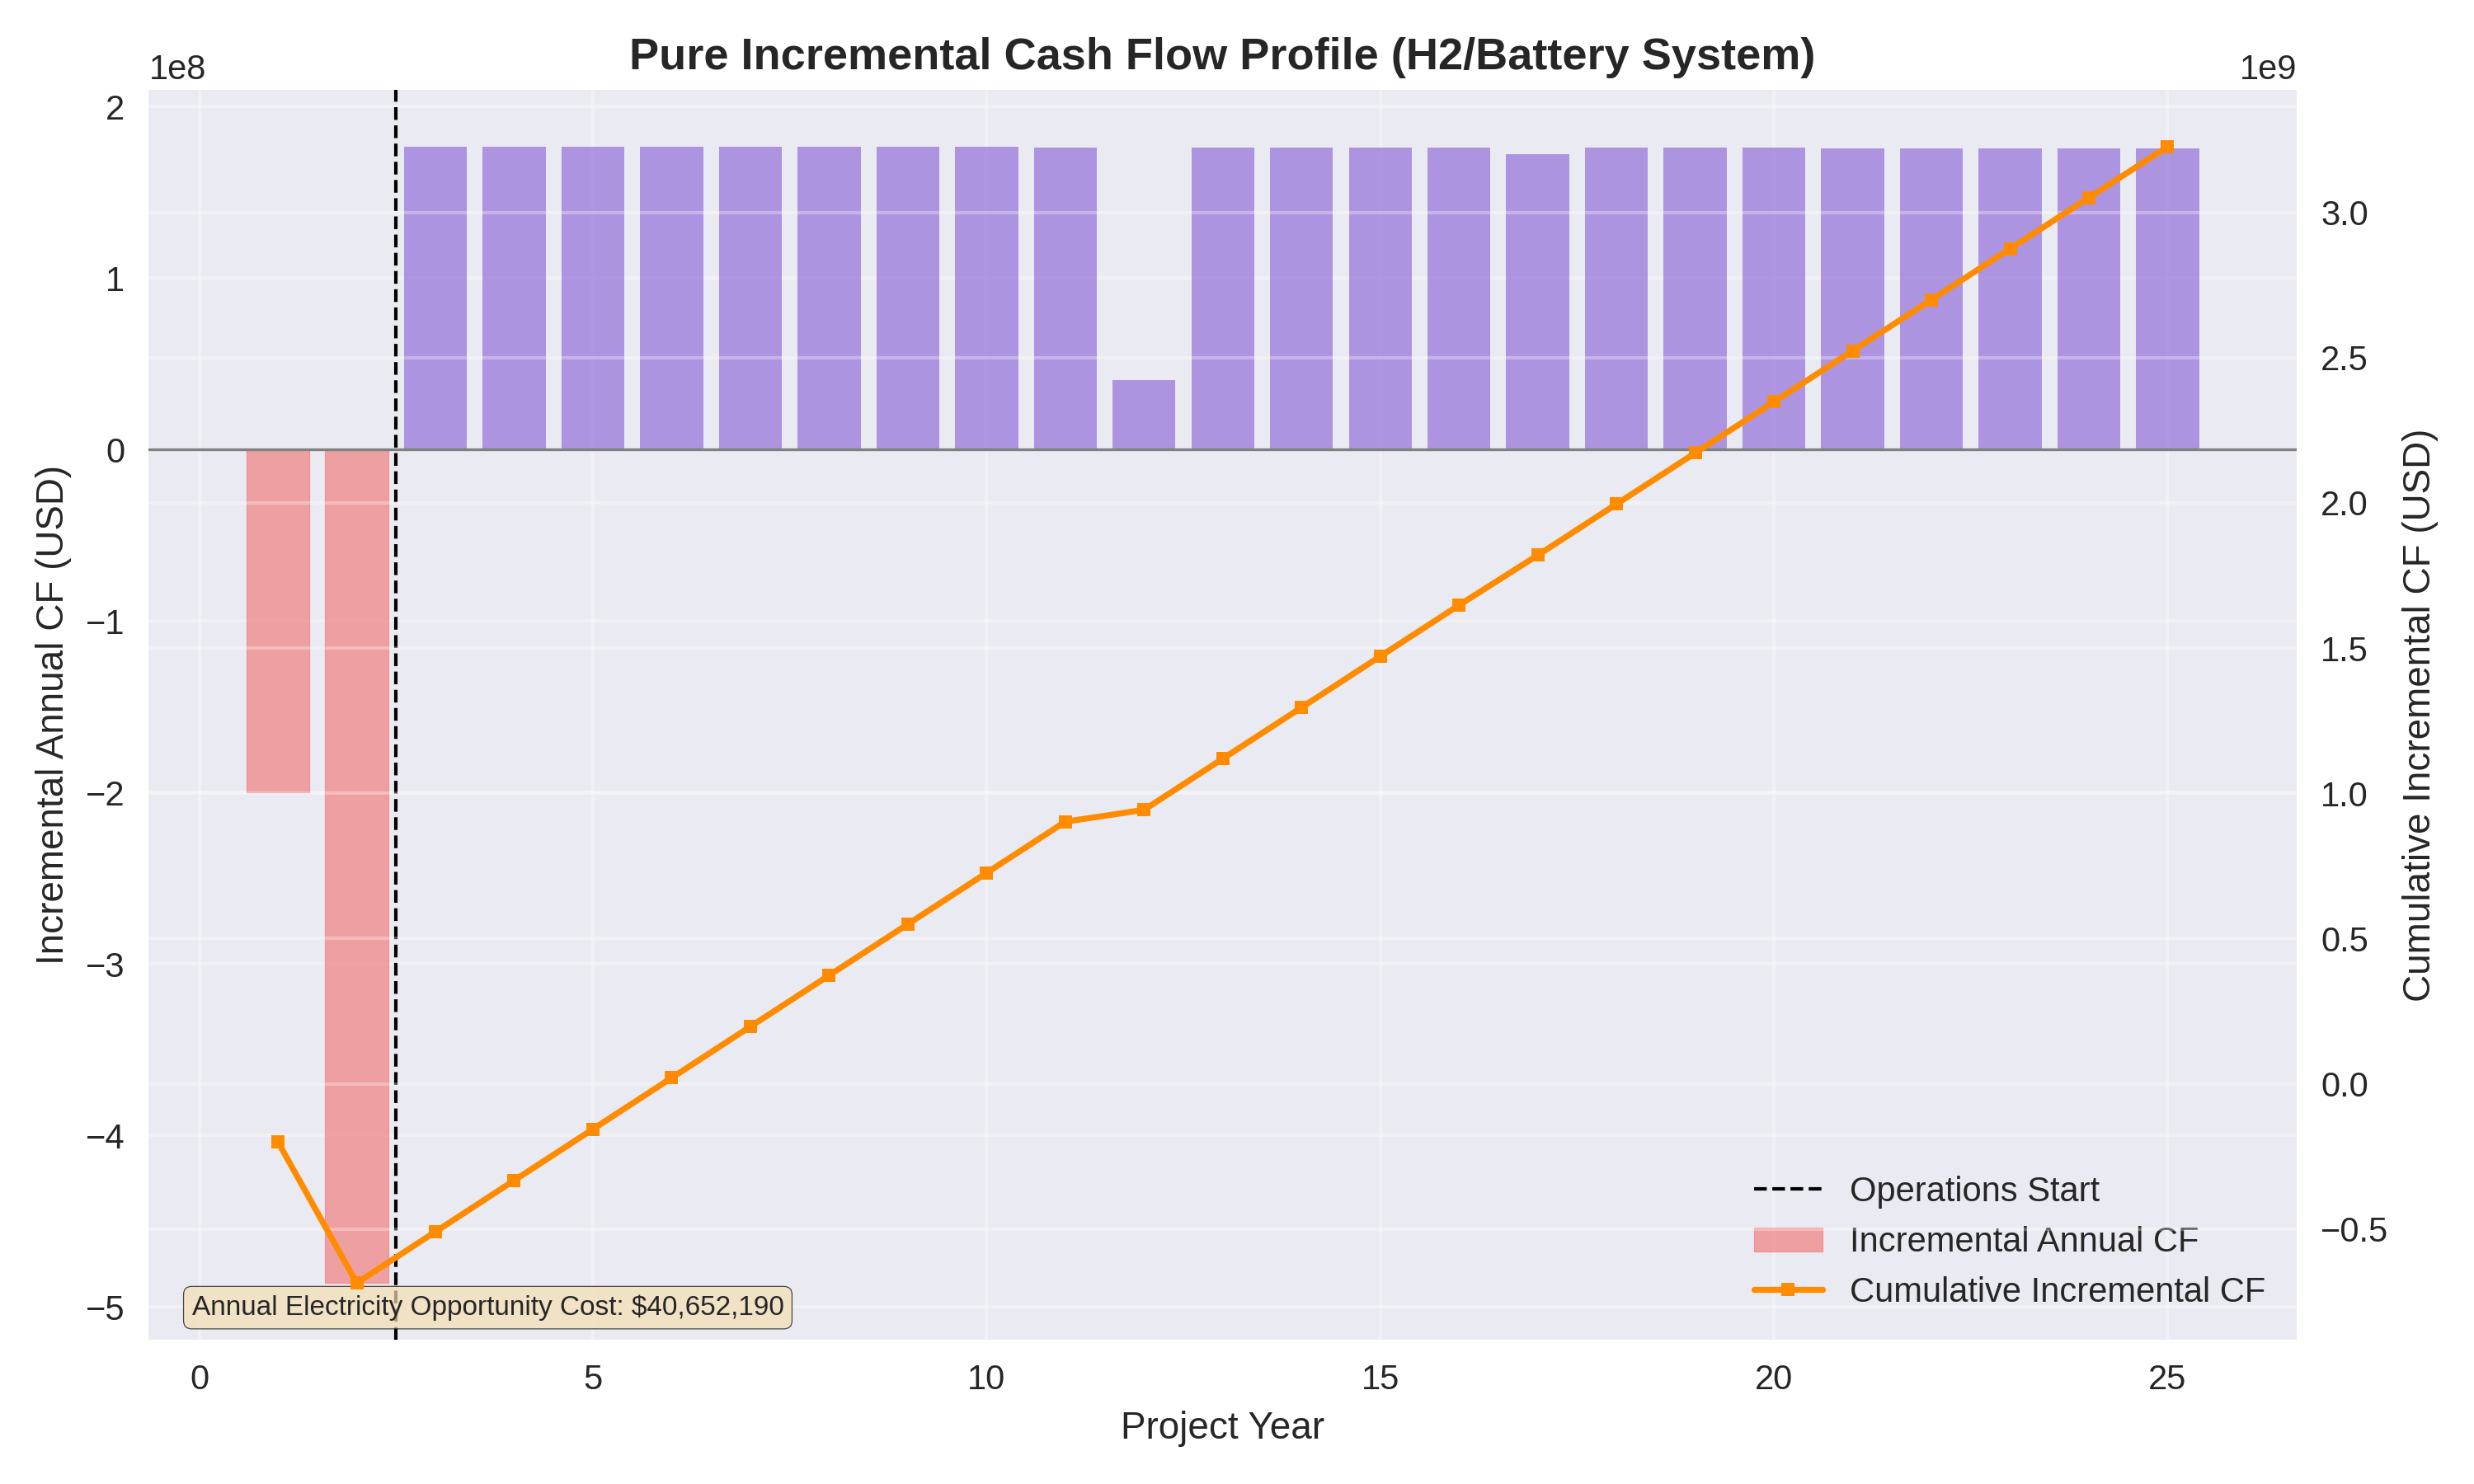 Pure Incremental Cash Flow Profile (H2/Battery System)
1e8
1e9
2
1
0
−1
−2
−3
−4
−5
Incremental Annual CF (USD)
3.0
2.5
2.0
1.5
1.0
0.5
0.0
−0.5
Cumulative Incremental CF (USD)
Operations Start
Incremental Annual CF
Cumulative Incremental CF
Annual Electricity Opportunity Cost: $40,652,190
0 5 10 15 20 25
Project Year